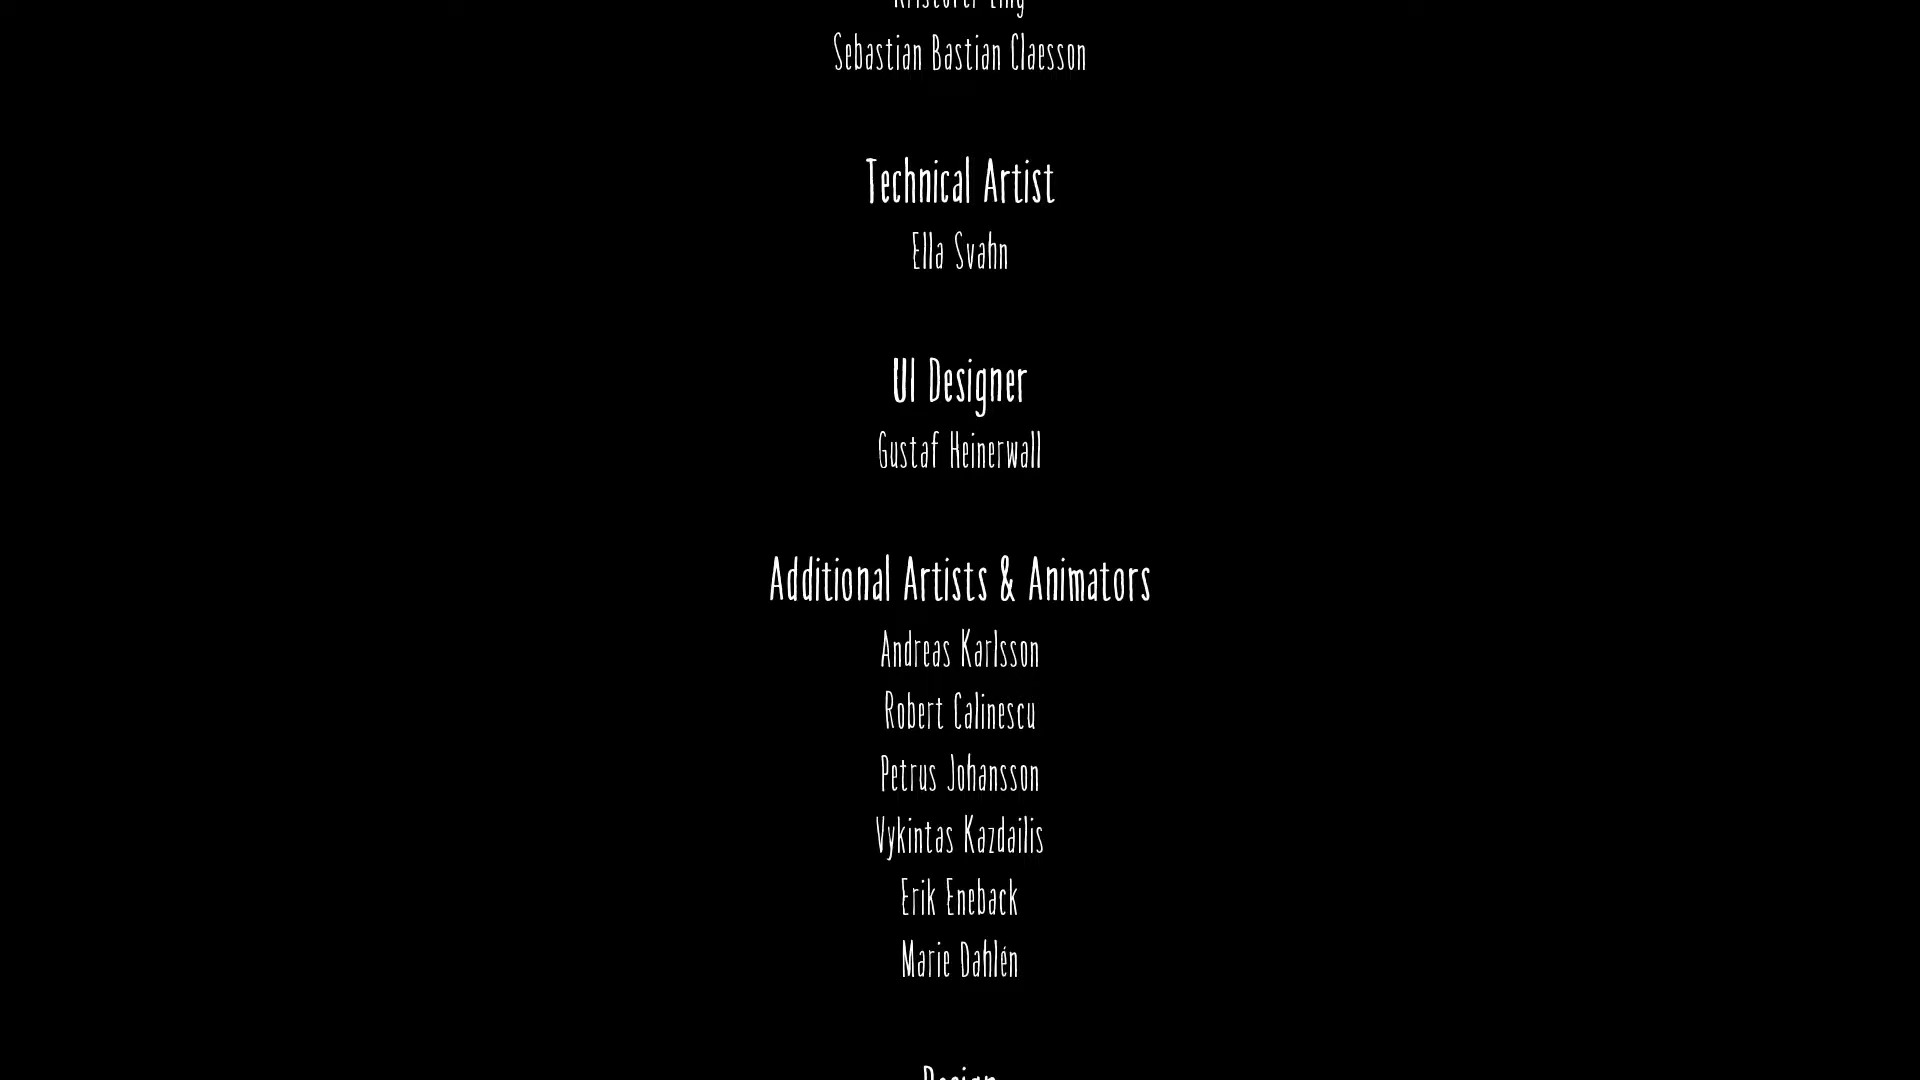 Sebastian Bastian Claesson
Technical Artist
Ella Svahn
UI Designer
Gustaf Heinerwall
Additional Artists & Animators
Andreas Karlsson
Robert Calinescu
Petrus Johansson
Vykintas Kazdailis
Erik Eneback
Marie Dahlén
Design